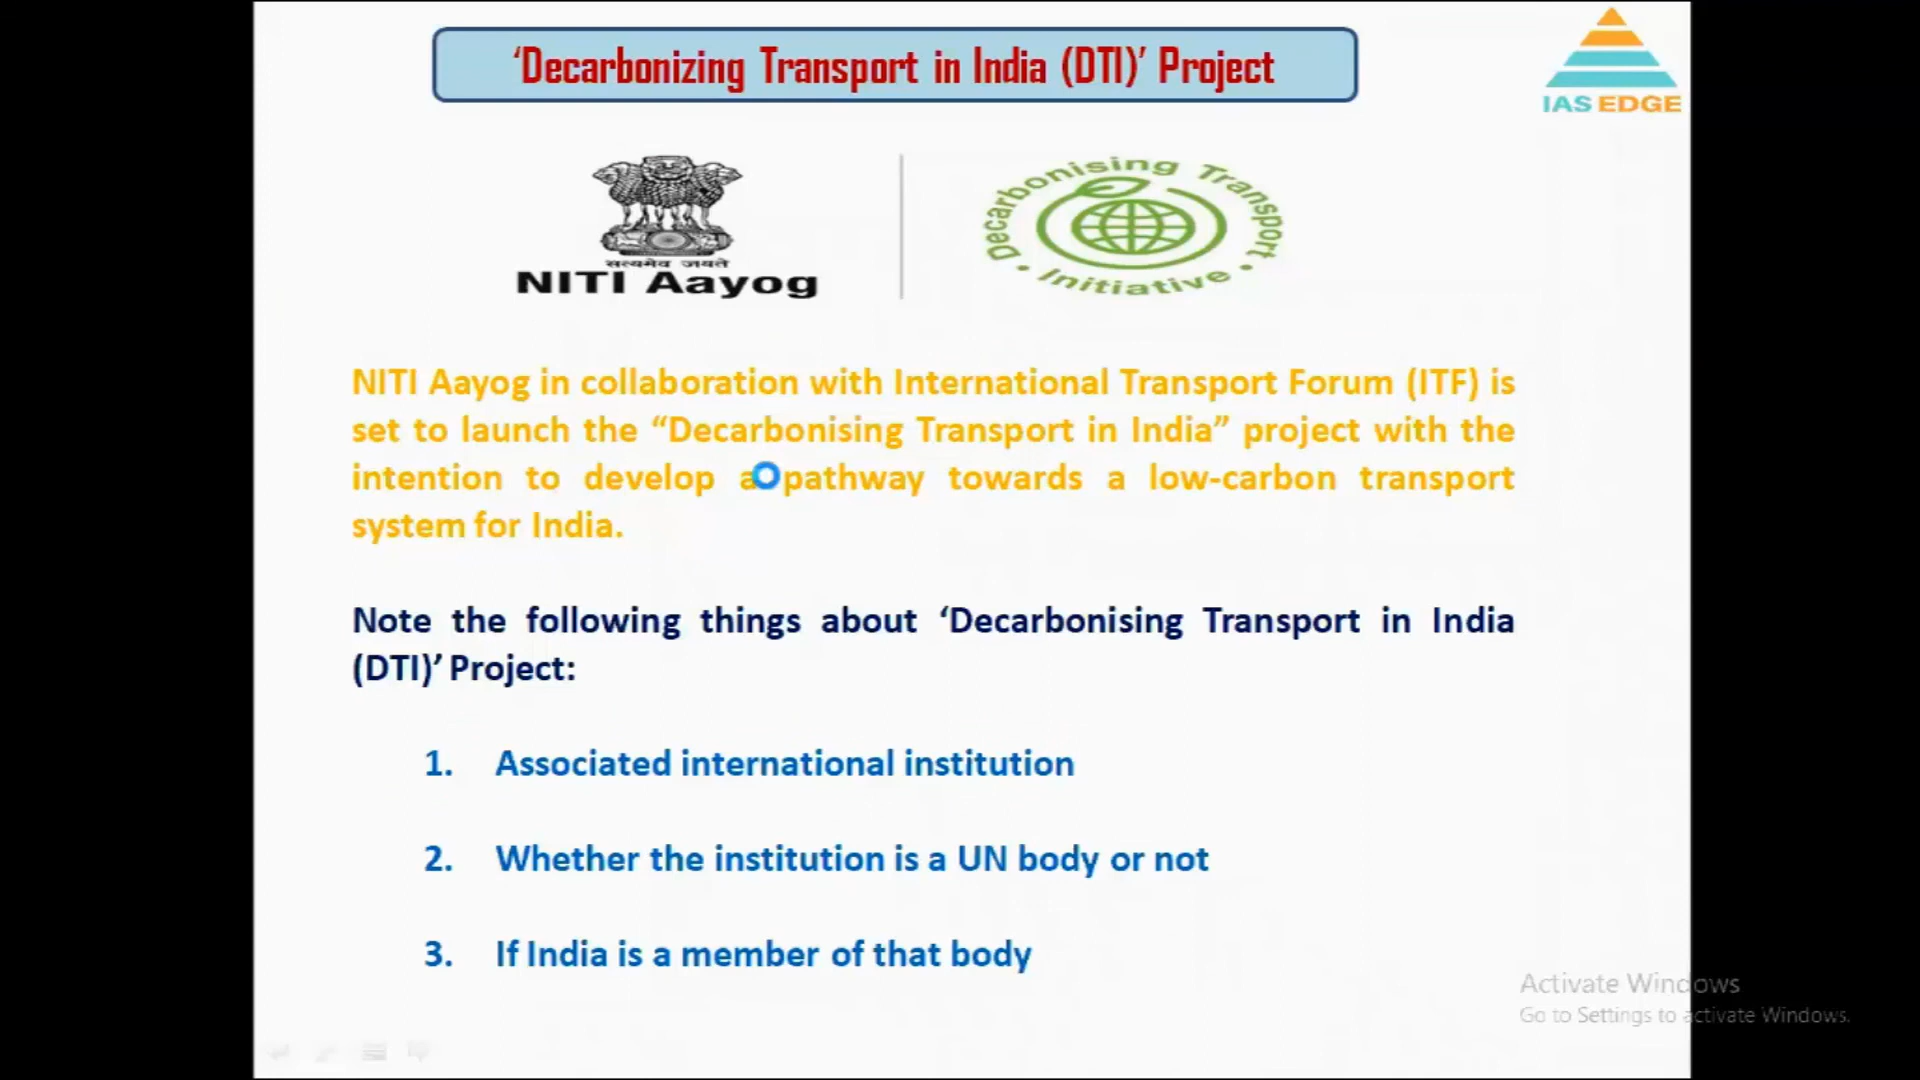 ‘Decarbonizing Transport in India (DTI)’ Project
IAS EDGE
सत्यमेव जयते
NITI Aayog
Decarbonising Transport
Initiative
NITI Aayog in collaboration with International Transport Forum (ITF) is
set to launch the “Decarbonising Transport in India” project with the
intention to develop a pathway towards a low-carbon transport
system for India.
Note the following things about ‘Decarbonising Transport in India
(DTI)’ Project:
1. Associated international institution
2. Whether the institution is a UN body or not
3. If India is a member of that body
Activate Windows
Go to Settings to activate Windows.